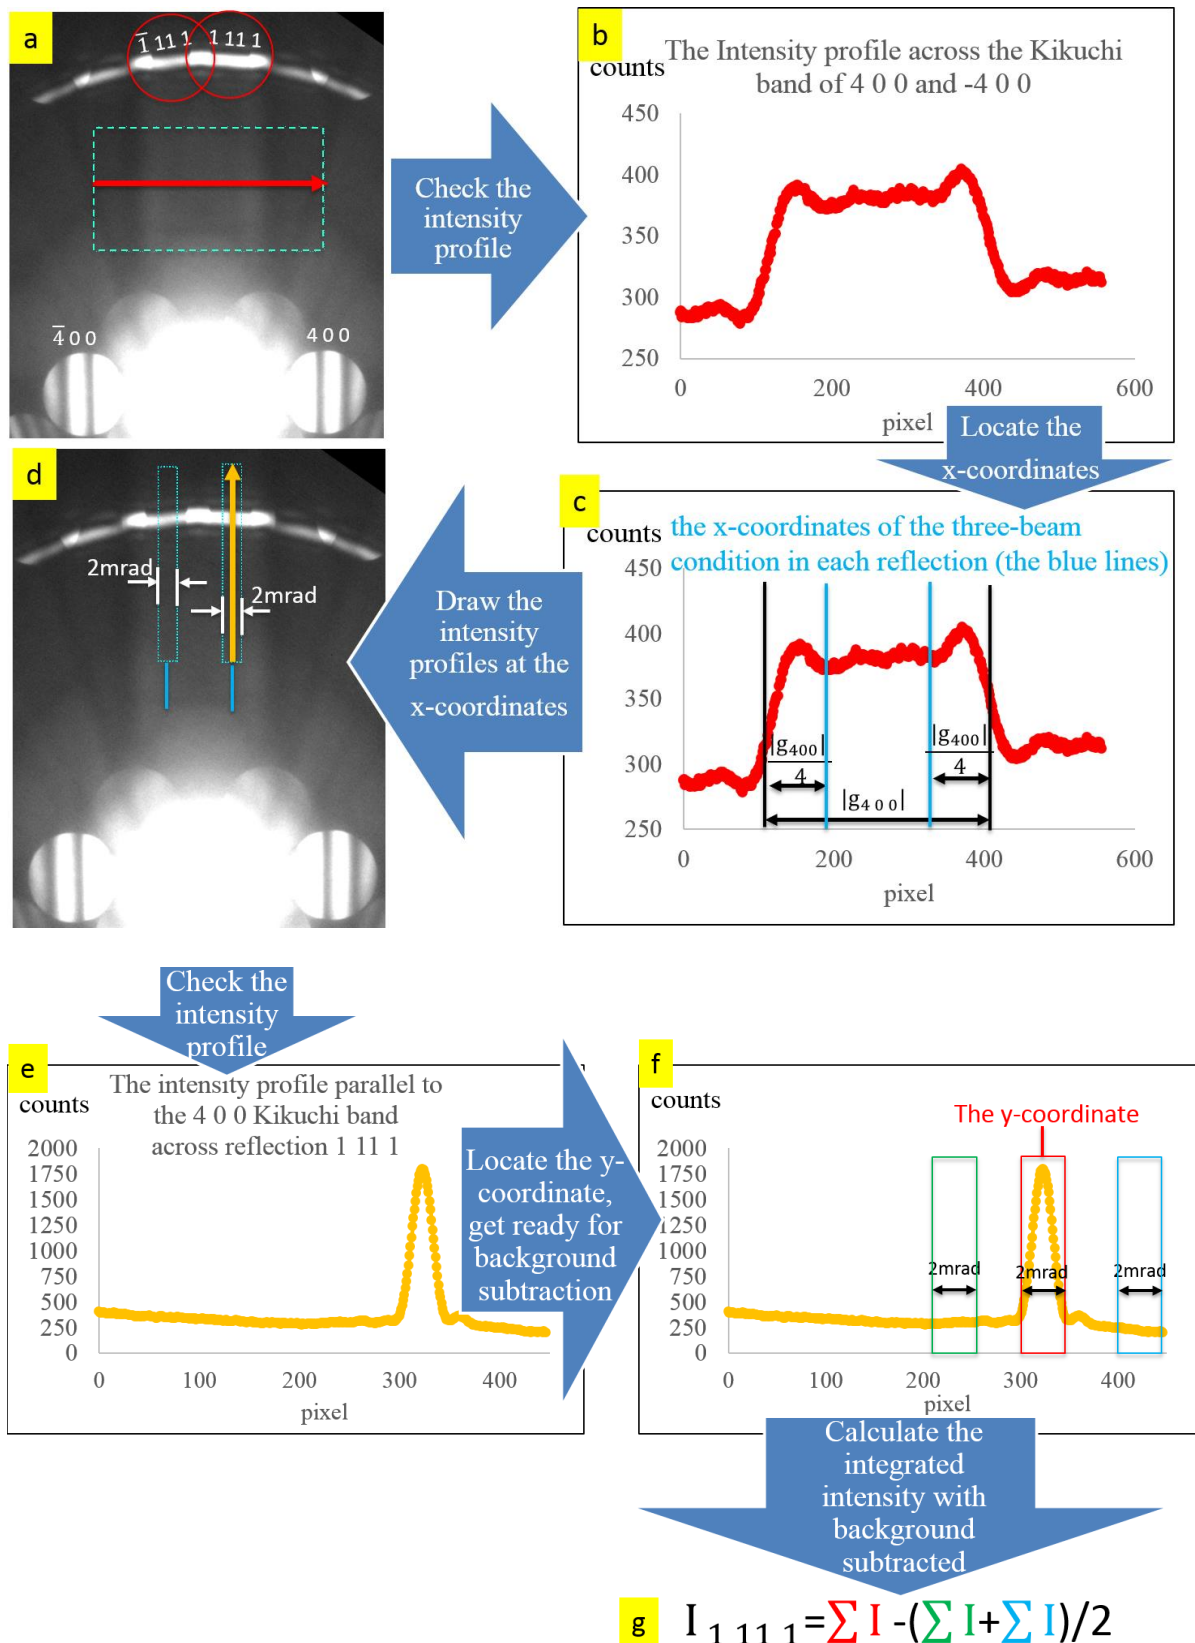 a
1̅ 11 1
1 11 1
4̅ 0 0
4 0 0
Check the
intensity
profile
b
The Intensity profile across the Kikuchi
band of 4 0 0 and -4 0 0
counts
450
400
350
300
250
0
200
400
600
pixel
Locate the
x-coordinates
c
counts
the x-coordinates of the three-beam
condition in each reflection (the blue lines)
450
400
350
300
250
|g400|
4
|g400|
4
|g4 0 0|
0
200
400
600
pixel
Draw the
intensity
profiles at the
x-coordinates
d
2mrad
2mrad
Check the
intensity
profile
e
The intensity profile parallel to
the 4 0 0 Kikuchi band
across reflection 1 11 1
counts
2000
1750
1500
1250
1000
750
500
250
0
0
100
200
300
400
pixel
Locate the y-
coordinate,
get ready for
background
subtraction
f
counts
The y-coordinate
2000
1750
1500
1250
1000
750
500
250
0
2mrad
2mrad
2mrad
0
100
200
300
400
pixel
Calculate the
integrated
intensity with
background
subtracted
g
I 1 11 1=∑ I -(∑ I+∑ I)/2